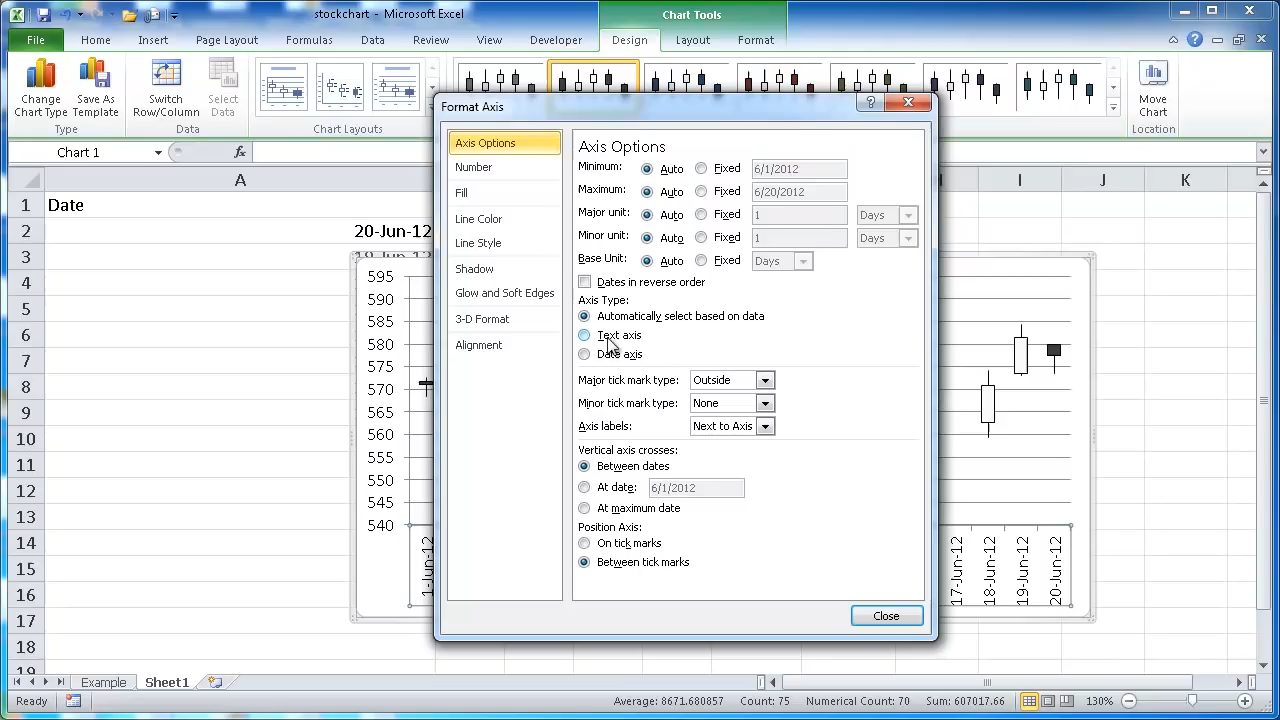 stockchart - Microsoft Excel
Chart Tools
File Home Insert Page Layout Formulas Data Review View Developer Design Layout Format
Change Chart Type
Save As Template
Switch Row/Column
Select Data
Move Chart
Type
Data
Chart Layouts
Location
Chart 1
fx
A I J K
1 Date
2 20-Jun-12
3
4
5
6
7
8
9
10
11
12
13
14
15
16
17
18
595
590
585
580
575
570
565
560
555
550
545
540
1-Jun-12
17-Jun-12
18-Jun-12
19-Jun-12
20-Jun-12
Format Axis
Axis Options
Number
Fill
Line Color
Line Style
Shadow
Glow and Soft Edges
3-D Format
Alignment
Axis Options
Minimum: Auto Fixed 6/1/2012
Maximum: Auto Fixed 6/20/2012
Major unit: Auto Fixed 1 Days
Minor unit: Auto Fixed 1 Days
Base Unit: Auto Fixed Days
Dates in reverse order
Axis Type:
Automatically select based on data
Text axis
Date axis
Major tick mark type: Outside
Minor tick mark type: None
Axis labels: Next to Axis
Vertical axis crosses:
Between dates
At date: 6/1/2012
At maximum date
Position Axis:
On tick marks
Between tick marks
Close
Example Sheet1
Ready
Average: 8671.680857 Count: 75 Numerical Count: 70 Sum: 607017.66 130%